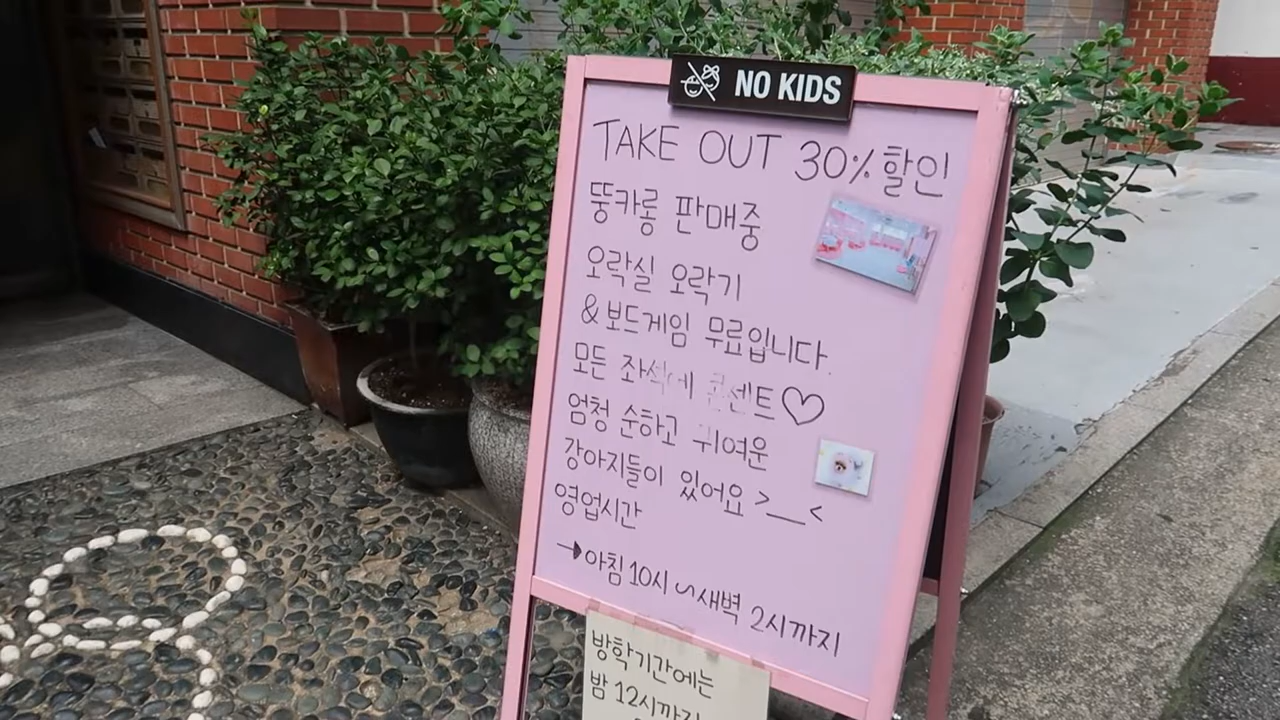 NO KIDS
TAKE OUT 30% 할인
뚱카롱 판매중
오락실 오락기
&보드게임 무료입니다.
모든 좌석에 콘센트♡
엄청 순하고 귀여운
강아지들이 있어요 >__<
영업시간
→아침 10시 ~ 새벽 2시까지
방학기간에는
밤 12시까지